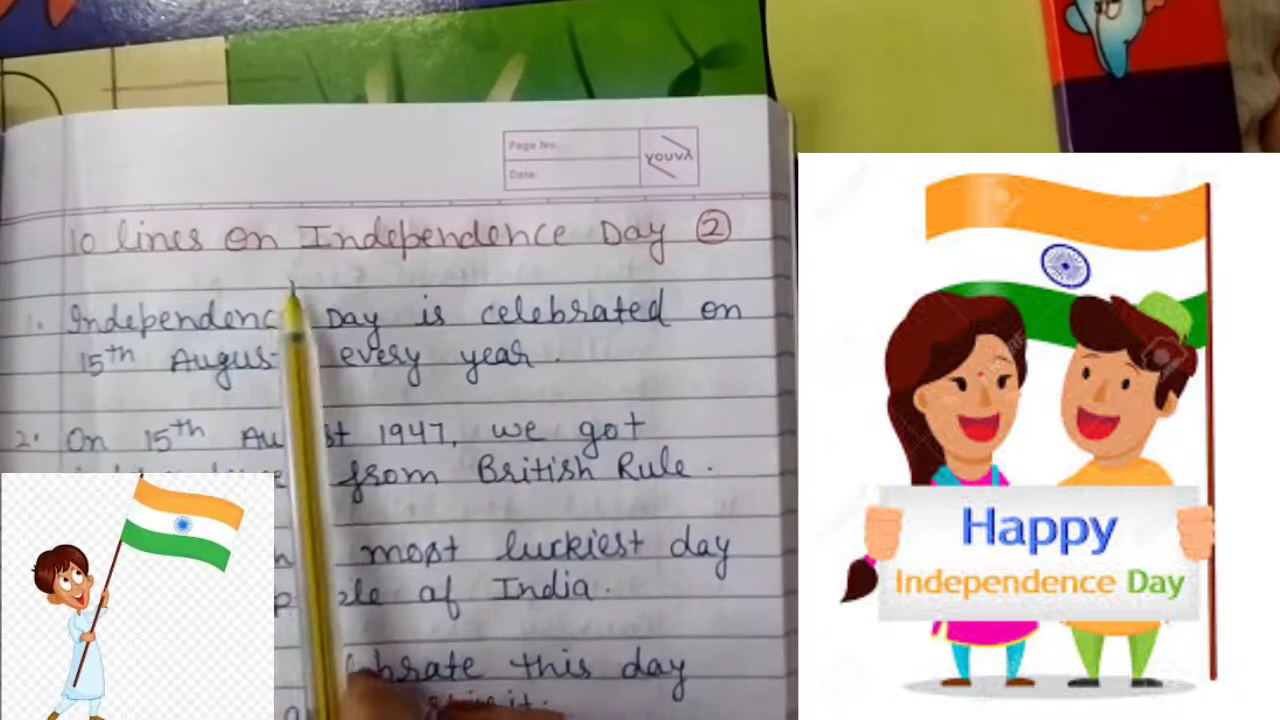 Page No.
Date:
youva
10 lines on Independence Day 2
1. Independenc Day is celebrated on
15th Augus every year.
2. On 15th Au st 1947, we got
from British Rule.
most luckiest day
of India.
brate this day
Happy
Independence Day